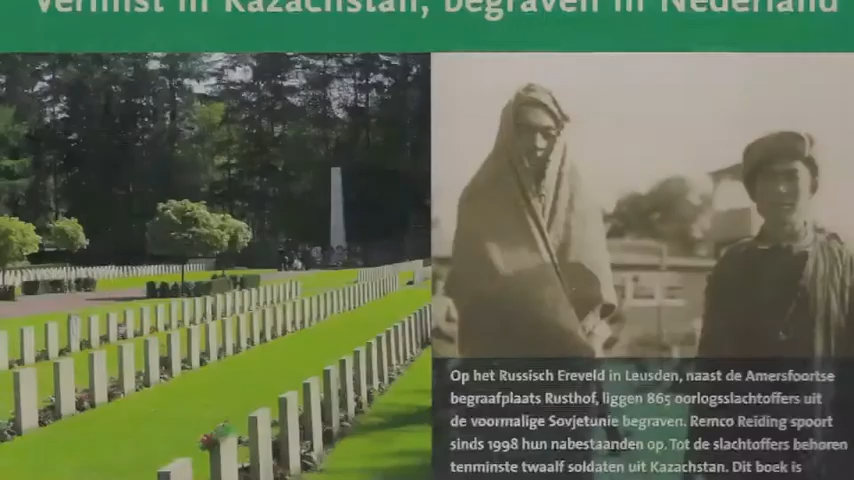 Vermist in Kazachstan, begraven in Nederland
Op het Russisch Ereveld in Leusden, naast de Amersfoortse
begraafplaats Rusthof, liggen 865 oorlogsslachtoffers uit
de voormalige Sovjetunie begraven. Remco Reiding spoort
sinds 1998 hun nabestaanden op. Tot de slachtoffers behoren
tenminste twaalf soldaten uit Kazachstan. Dit boek is